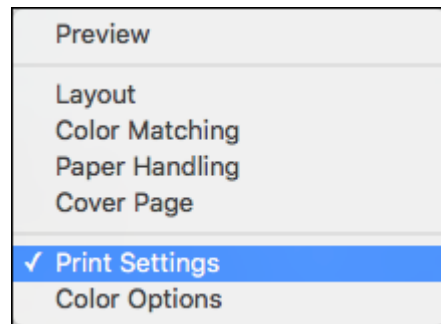 Preview
Layout
Color Matching
Paper Handling
Cover Page
✓ Print Settings
Color Options